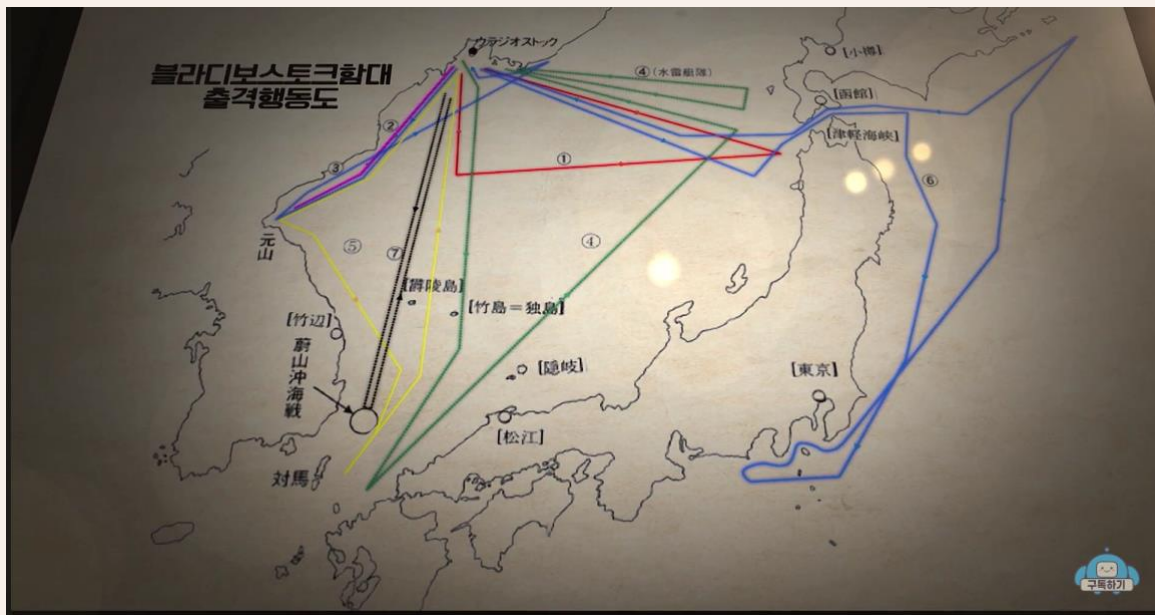 블라디보스토크함대
출격행동도
ウラジオストック
④(水雷艇隊)
[小樽]
[函館]
[津軽海峡]
②
③
①
⑥
元山
⑤
⑦
④
[欝陵島]
[竹島=独島]
[竹辺]
蔚山沖海戦
[隠岐]
[東京]
[松江]
対馬
구독하기